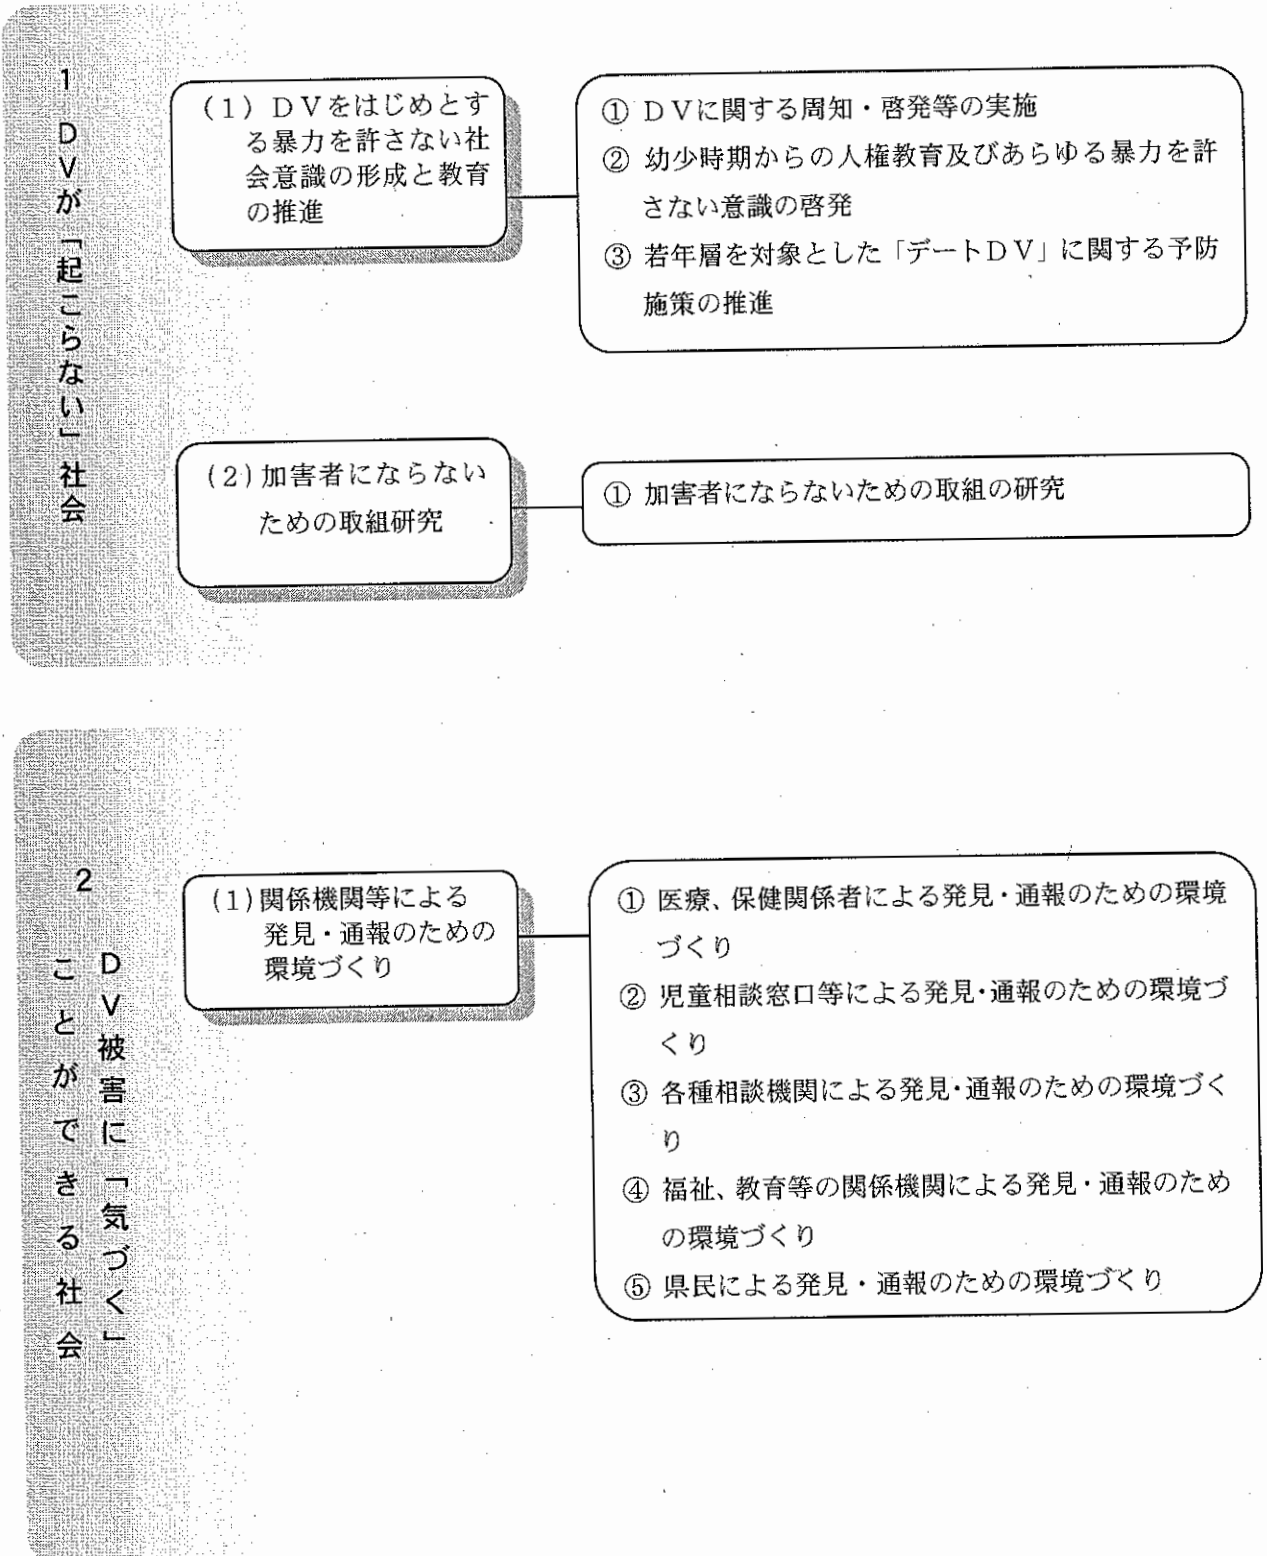 1 DVが「起こらない」社会
(1) DVをはじめとす
る暴力を許さない社
会意識の形成と教育
の推進
① DVに関する周知・啓発等の実施
② 幼少時期からの人権教育及びあらゆる暴力を許
さない意識の啓発
③ 若年層を対象とした「デートDV」に関する予防
施策の推進
(2)加害者にならない
ための取組研究
① 加害者にならないための取組の研究
2
DV被害に「気づく」
ことができる社会
(1)関係機関等による
発見・通報のための
環境づくり
① 医療、保健関係者による発見・通報のための環境
づくり
② 児童相談窓口等による発見・通報のための環境づ
くり
③ 各種相談機関による発見・通報のための環境づく
り
④ 福祉、教育等の関係機関による発見・通報のため
の環境づくり
⑤ 県民による発見・通報のための環境づくり